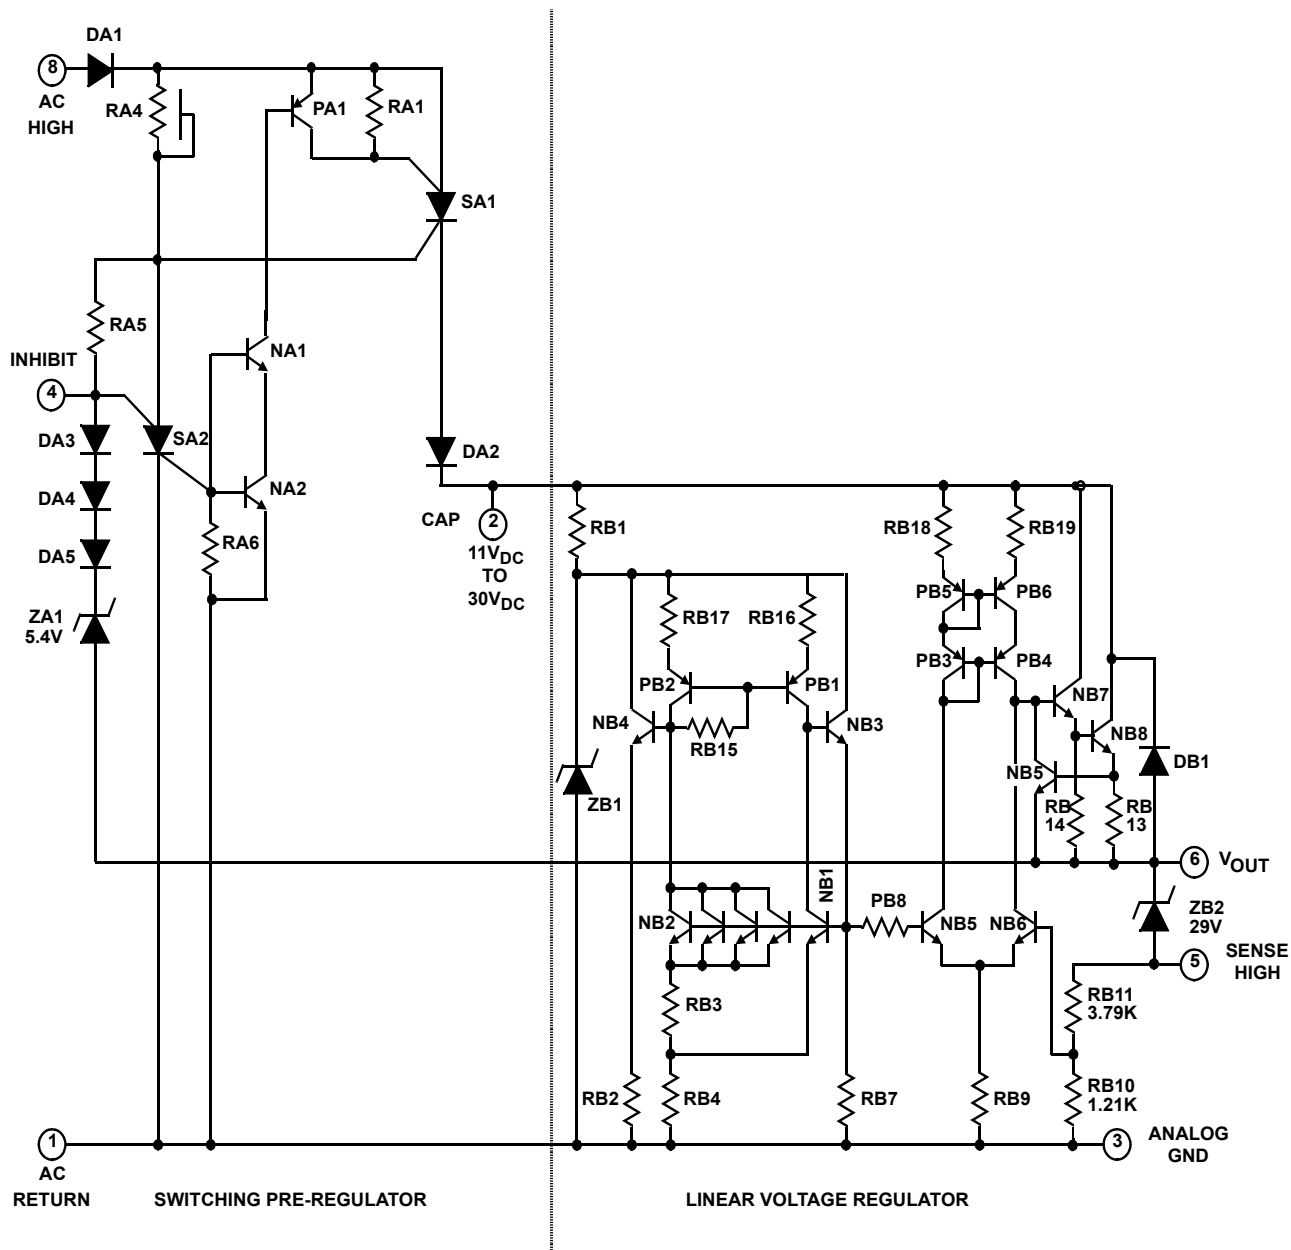 DA1
8
AC
HIGH
RA4
PA1
RA1
SA1
RA5
INHIBIT
4
NA1
DA3
SA2
DA2
DA4
NA2
CAP
2
11VDC
TO
30VDC
DA5
RA6
ZA1
5.4V
RB1
RB18
RB19
PB5
PB6
RB17
RB16
PB3
PB4
PB2
PB1
NB7
NB4
RB15
NB3
NB8
NB5
DB1
ZB1
RB
14
RB
13
6
VOUT
NB1
PB8
NB2
NB5
NB6
ZB2
29V
5
SENSE
HIGH
RB3
RB11
3.79K
RB2
RB4
RB7
RB9
RB10
1.21K
1
AC
RETURN
3
ANALOG
GND
SWITCHING PRE-REGULATOR
LINEAR VOLTAGE REGULATOR